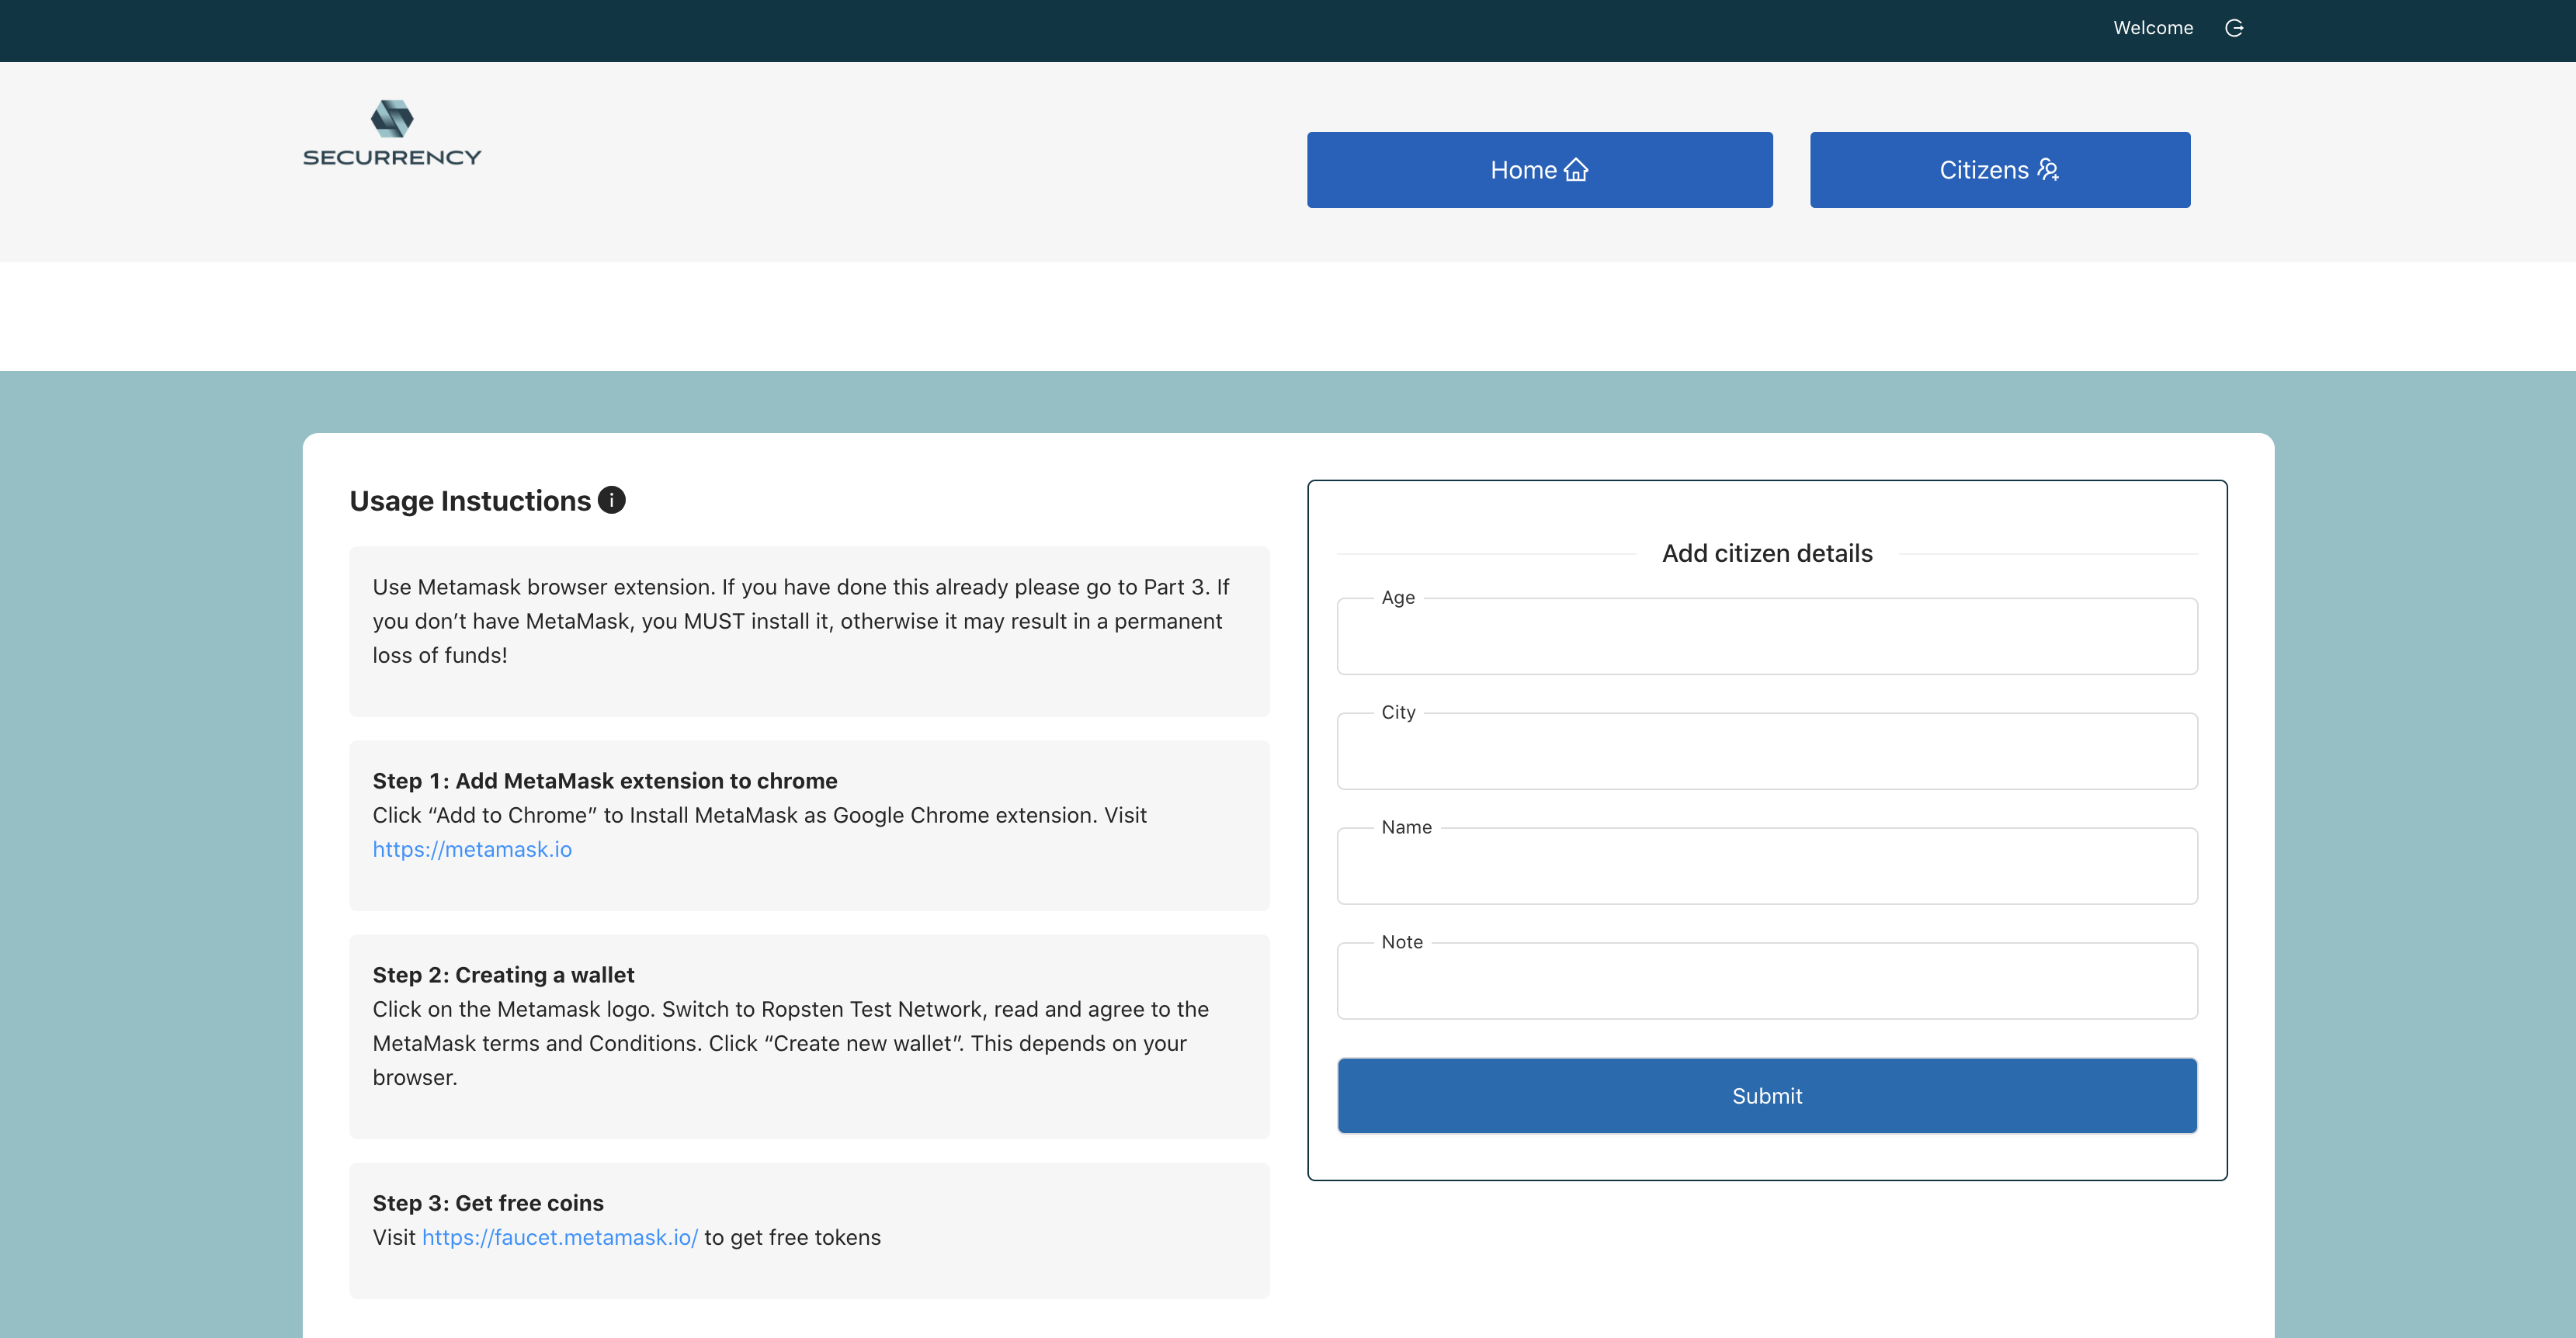 Welcome
SECURRENCY
Home
Citizens
Usage Instuctions
Use Metamask browser extension. If you have done this already please go to Part 3. If
you don’t have MetaMask, you MUST install it, otherwise it may result in a permanent
loss of funds!
Step 1: Add MetaMask extension to chrome
Click “Add to Chrome” to Install MetaMask as Google Chrome extension. Visit
https://metamask.io
Step 2: Creating a wallet
Click on the Metamask logo. Switch to Ropsten Test Network, read and agree to the
MetaMask terms and Conditions. Click “Create new wallet”. This depends on your
browser.
Step 3: Get free coins
Visit https://faucet.metamask.io/ to get free tokens
Add citizen details
Age
City
Name
Note
Submit